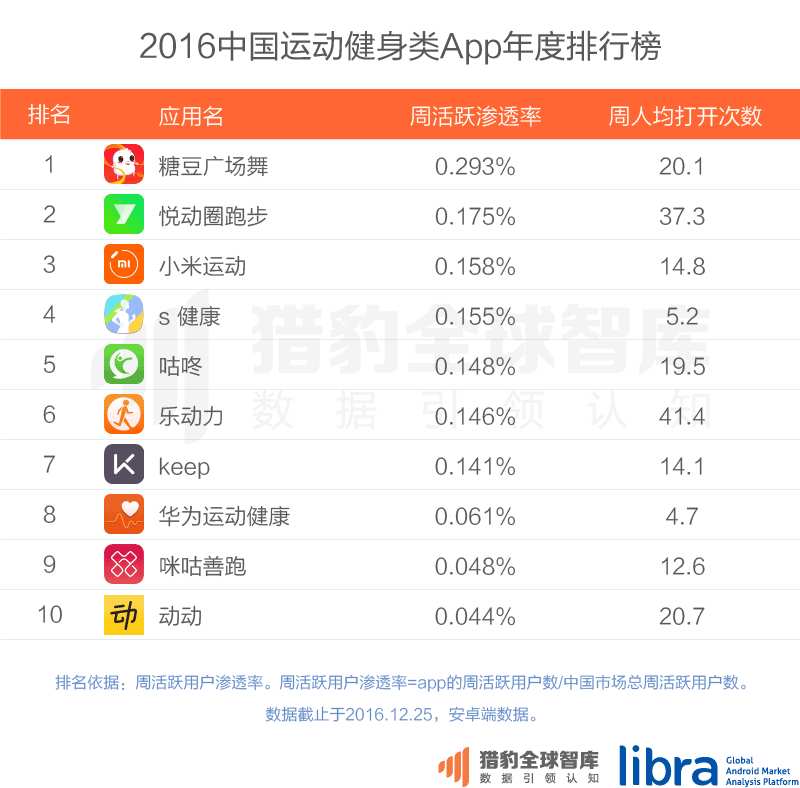 2016中国运动健身类App年度排行榜
排名 应用名 周活跃渗透率 周人均打开次数
1 糖豆广场舞 0.293% 20.1
2 悦动圈跑步 0.175% 37.3
3 小米运动 0.158% 14.8
4 s 健康 0.155% 5.2
5 咕咚 0.148% 19.5
6 乐动力 0.146% 41.4
7 keep 0.141% 14.1
8 华为运动健康 0.061% 4.7
9 咪咕善跑 0.048% 12.6
10 动 动动 0.044% 20.7
猎豹全球智库
数据引领认知
排名依据：周活跃用户渗透率。周活跃用户渗透率=app的周活跃用户数/中国市场总周活跃用户数。
数据截止于2016.12.25，安卓端数据。
猎豹全球智库
数据引领认知
libra
Global
Android Market
Analysis Platform